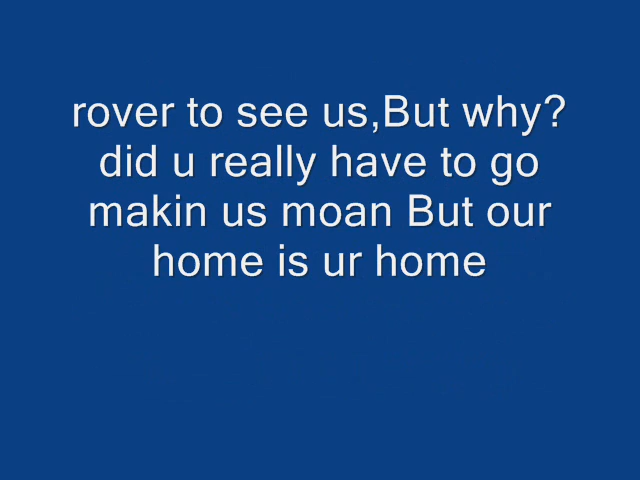 rover to see us,But why?
did u really have to go
makin us moan But our
home is ur home